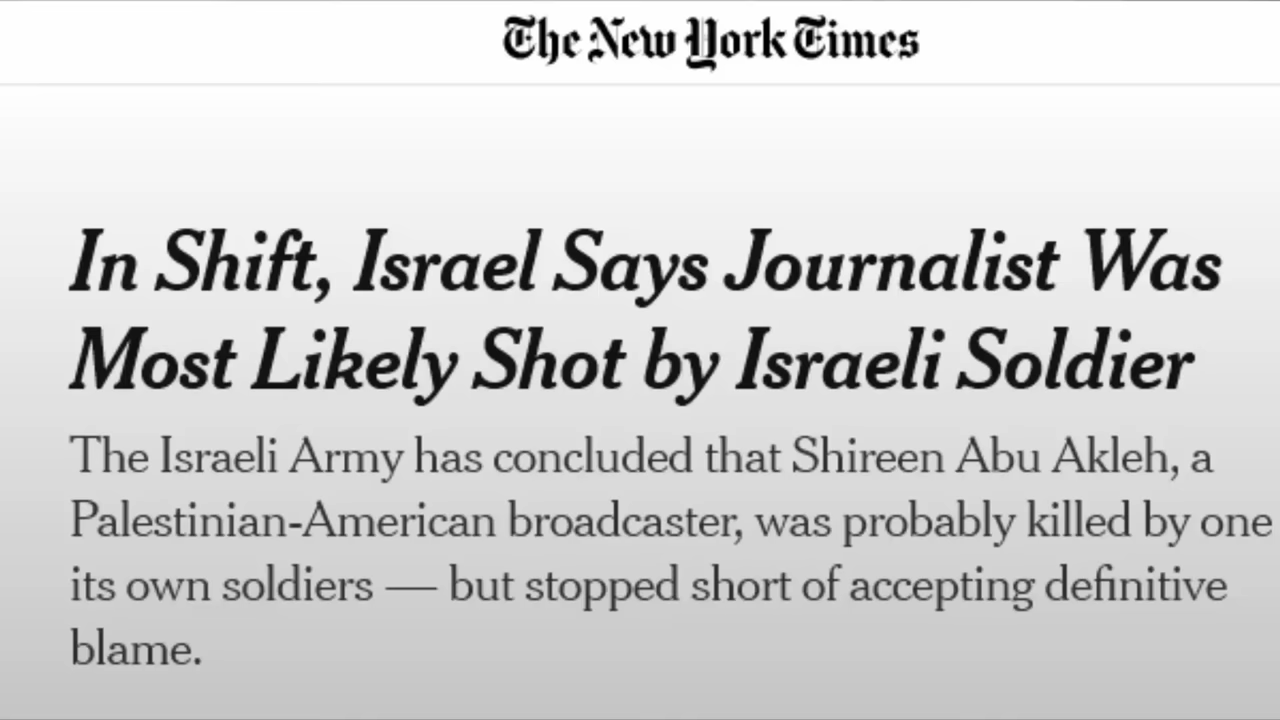 The New York Times
In Shift, Israel Says Journalist Was
Most Likely Shot by Israeli Soldier
The Israeli Army has concluded that Shireen Abu Akleh, a
Palestinian-American broadcaster, was probably killed by one
its own soldiers — but stopped short of accepting definitive
blame.